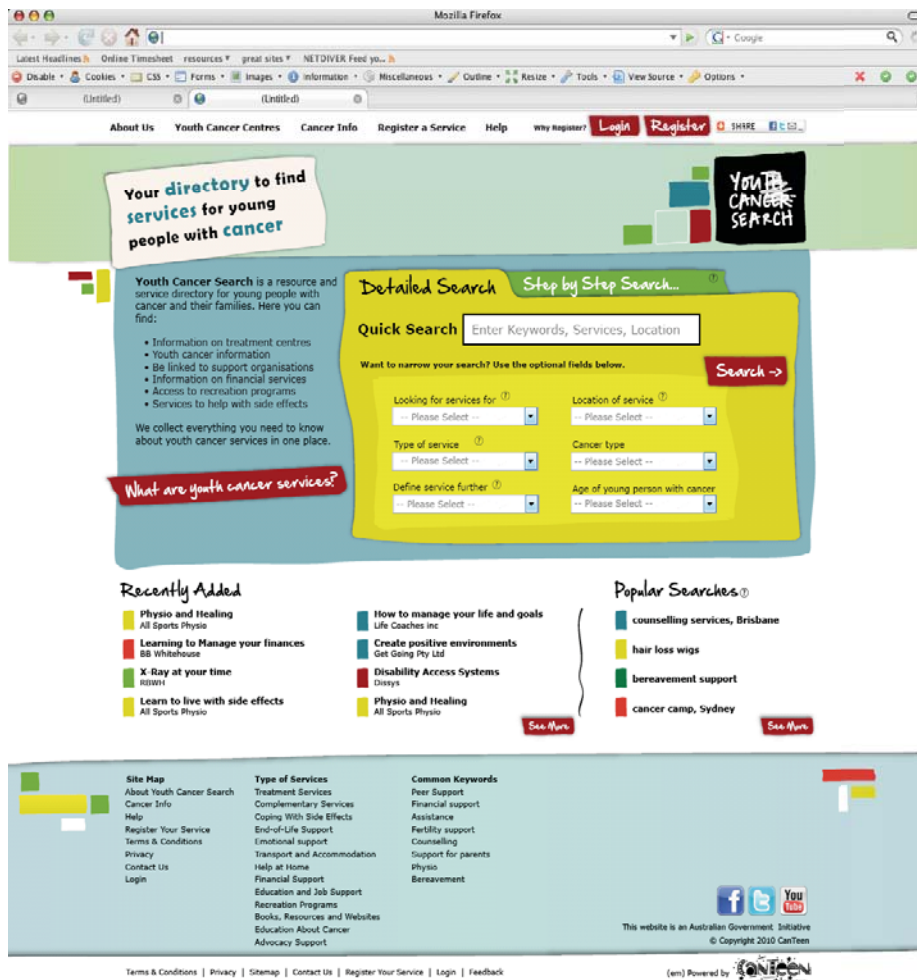 Mozilla Firefox
Google
Latest Headlines Online Timesheet resources great sites NETDIVER Feed yo...
Disable Cookies CSS Forms Images Information Miscellaneous Outline Resize Tools View Source Options
(Untitled) (Untitled)
About Us Youth Cancer Centres Cancer Info Register a Service Help Why Register? Login Register SHARE
Your directory to find
services for young
people with cancer
YOUTH
CANCER
SEARCH
Youth Cancer Search is a resource and
service directory for young people with
cancer and their families. Here you can
find:
• Information on treatment centres
• Youth cancer information
• Be linked to support organisations
• Information on financial services
• Access to recreation programs
• Services to help with side effects
We collect everything you need to know
about youth cancer services in one place.
What are youth cancer services?
Detailed Search Step by Step Search... ?
Quick Search Enter Keywords, Services, Location
Want to narrow your search? Use the optional fields below.
Search ->
Looking for services for ? Location of service ?
-- Please Select -- -- Please Select --
Type of service ? Cancer type
-- Please Select -- -- Please Select --
Define service further ? Age of young person with cancer
-- Please Select -- -- Please Select --
Recently Added
Physio and Healing
All Sports Physio
Learning to Manage your finances
BB Whitehouse
X-Ray at your time
RBWH
Learn to live with side effects
All Sports Physio
How to manage your life and goals
Life Coaches inc
Create positive environments
Get Going Pty Ltd
Disability Access Systems
Dissys
Physio and Healing
All Sports Physio
See More
Popular Searches ?
counselling services, Brisbane
hair loss wigs
bereavement support
cancer camp, Sydney
See More
Site Map
About Youth Cancer Search
Cancer Info
Help
Register Your Service
Terms & Conditions
Privacy
Contact Us
Login
Type of Services
Treatment Services
Complementary Services
Coping With Side Effects
End-of-Life Support
Emotional support
Transport and Accommodation
Help at Home
Financial Support
Education and Job Support
Recreation Programs
Books, Resources and Websites
Education About Cancer
Advocacy Support
Common Keywords
Peer Support
Financial support
Assistance
Fertility support
Counselling
Support for parents
Physio
Bereavement
f t You
Tube
This website is an Australian Government Initiative
© Copyright 2010 CanTeen
Terms & Conditions | Privacy | Sitemap | Contact Us | Register Your Service | Login | Feedback
(em) Powered by CANTEEN